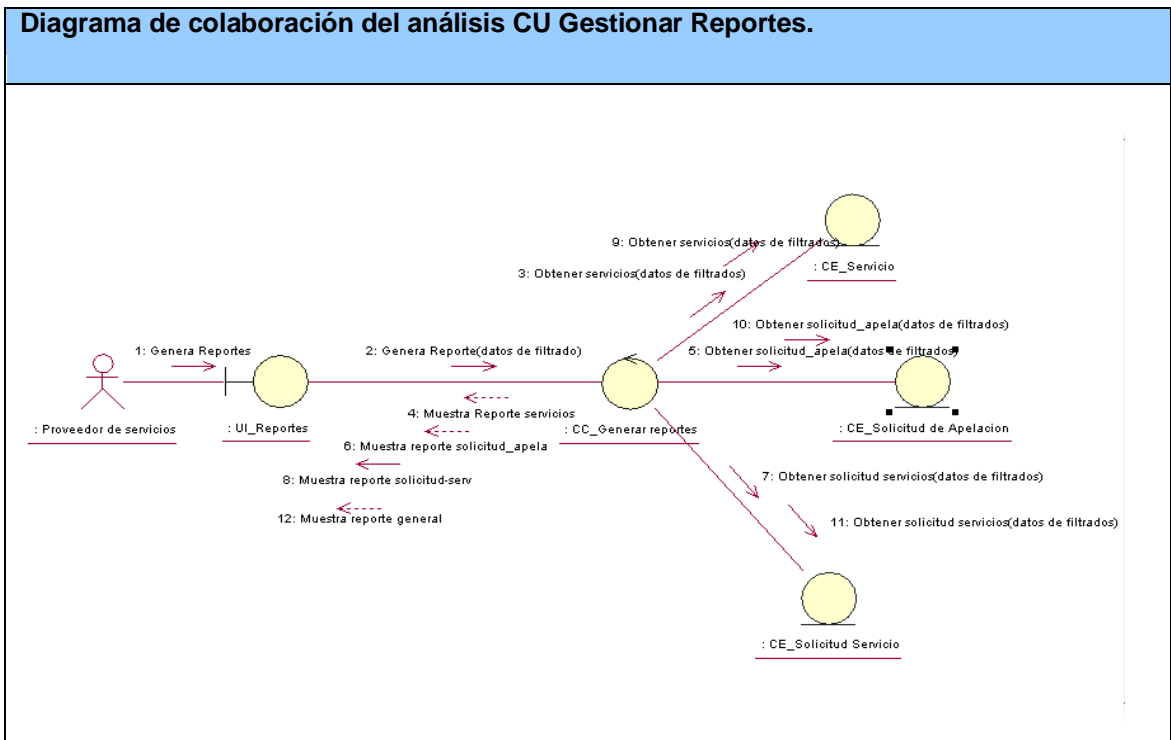 Diagrama de colaboración del análisis CU Gestionar Reportes.
9: Obtener servicios(datos de filtrados)
: CE_Servicio
3: Obtener servicios(datos de filtrados)
10: Obtener solicitud_apela(datos de filtrados)
1: Genera Reportes
2: Genera Reporte(datos de filtrado)
5: Obtener solicitud_apela(datos de filtrados)
4: Muestra Reporte servicios
: Proveedor de servicios
: UI_Reportes
: CC_Generar reportes
: CE_Solicitud de Apelacion
6: Muestra reporte solicitud_apela
8: Muestra reporte solicitud-serv
7: Obtener solicitud servicios(datos de filtrados)
12: Muestra reporte general
11: Obtener solicitud servicios(datos de filtrados)
: CE_Solicitud Servicio